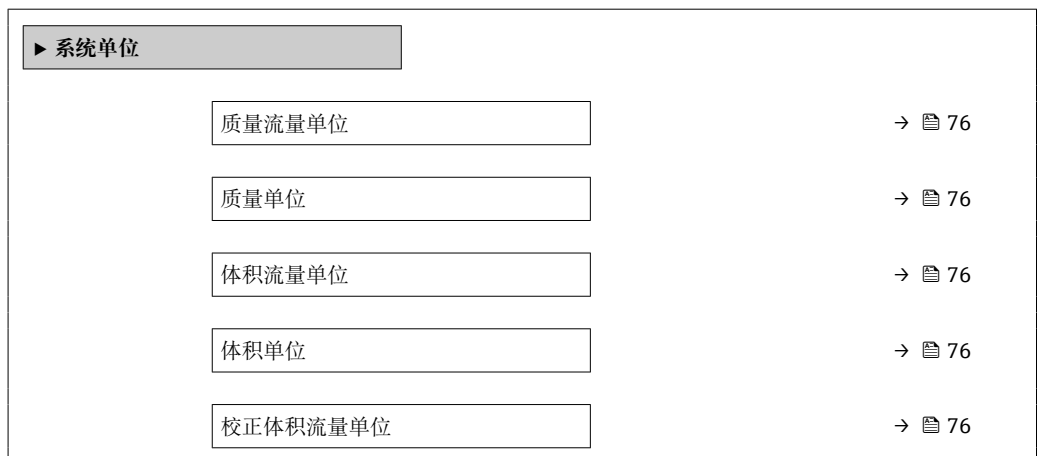 ▶ 系统单位
质量流量单位 → 🖺 76
质量单位 → 🖺 76
体积流量单位 → 🖺 76
体积单位 → 🖺 76
校正体积流量单位 → 🖺 76